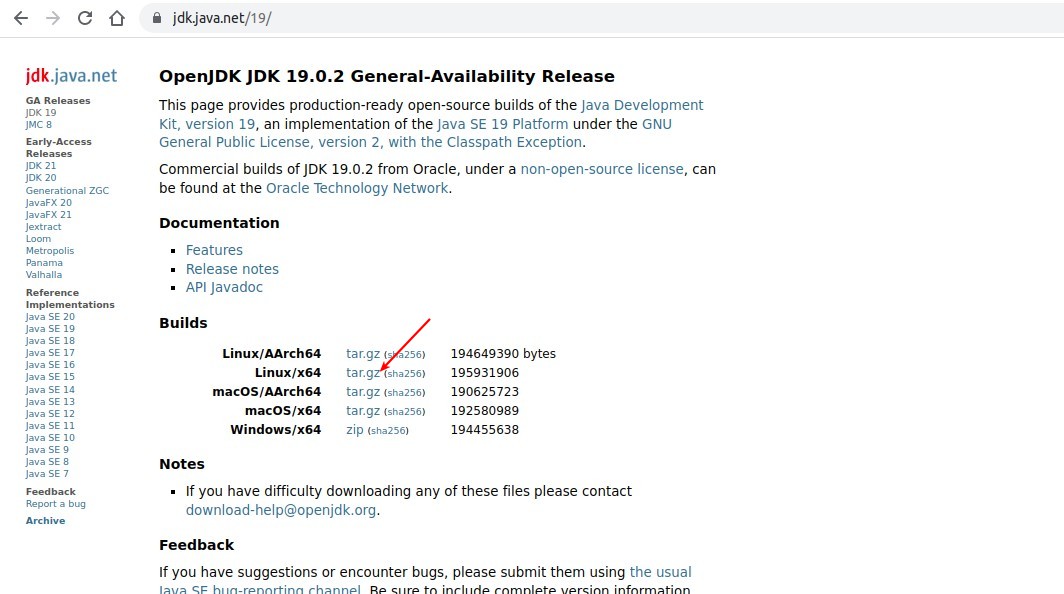 jdk.java.net/19/
jdk.java.net
GA Releases
JDK 19
JMC 8
Early-Access
Releases
JDK 21
JDK 20
Generational ZGC
JavaFX 20
JavaFX 21
Jextract
Loom
Metropolis
Panama
Valhalla
Reference
Implementations
Java SE 20
Java SE 19
Java SE 18
Java SE 17
Java SE 16
Java SE 15
Java SE 14
Java SE 13
Java SE 12
Java SE 11
Java SE 10
Java SE 9
Java SE 8
Java SE 7
Feedback
Report a bug
Archive
OpenJDK JDK 19.0.2 General-Availability Release
This page provides production-ready open-source builds of the Java Development
Kit, version 19, an implementation of the Java SE 19 Platform under the GNU
General Public License, version 2, with the Classpath Exception.
Commercial builds of JDK 19.0.2 from Oracle, under a non-open-source license, can
be found at the Oracle Technology Network.
Documentation
Features
Release notes
API Javadoc
Builds
Linux/AArch64 tar.gz (sha256) 194649390 bytes
Linux/x64 tar.gz (sha256) 195931906
macOS/AArch64 tar.gz (sha256) 190625723
macOS/x64 tar.gz (sha256) 192580989
Windows/x64 zip (sha256) 194455638
Notes
If you have difficulty downloading any of these files please contact
download-help@openjdk.org.
Feedback
If you have suggestions or encounter bugs, please submit them using the usual
Java SE bug-reporting channel. Be sure to include complete version information